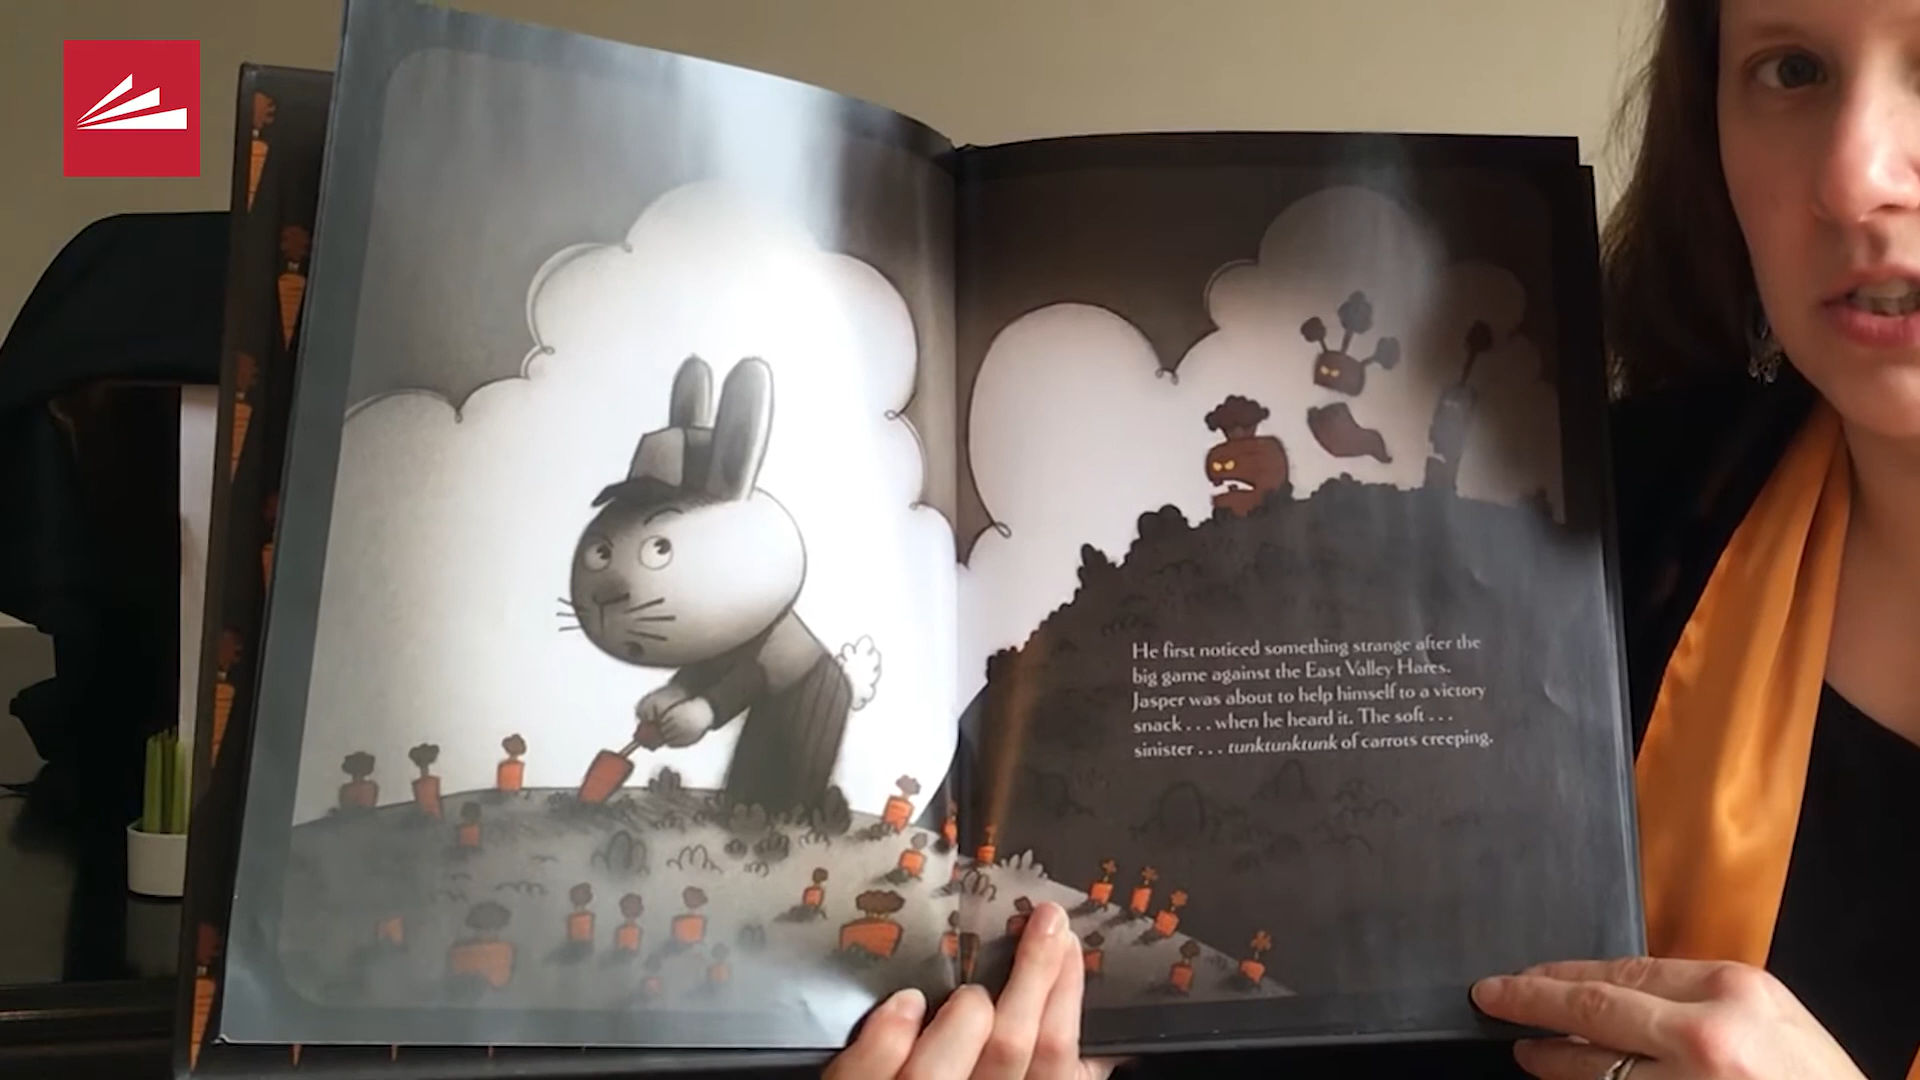 He first noticed something strange after the
big game against the East Valley Hares.
Jasper was about to help himself to a victory
snack . . . when he heard it. The soft . . .
sinister . . . tunktunktunk of carrots creeping.